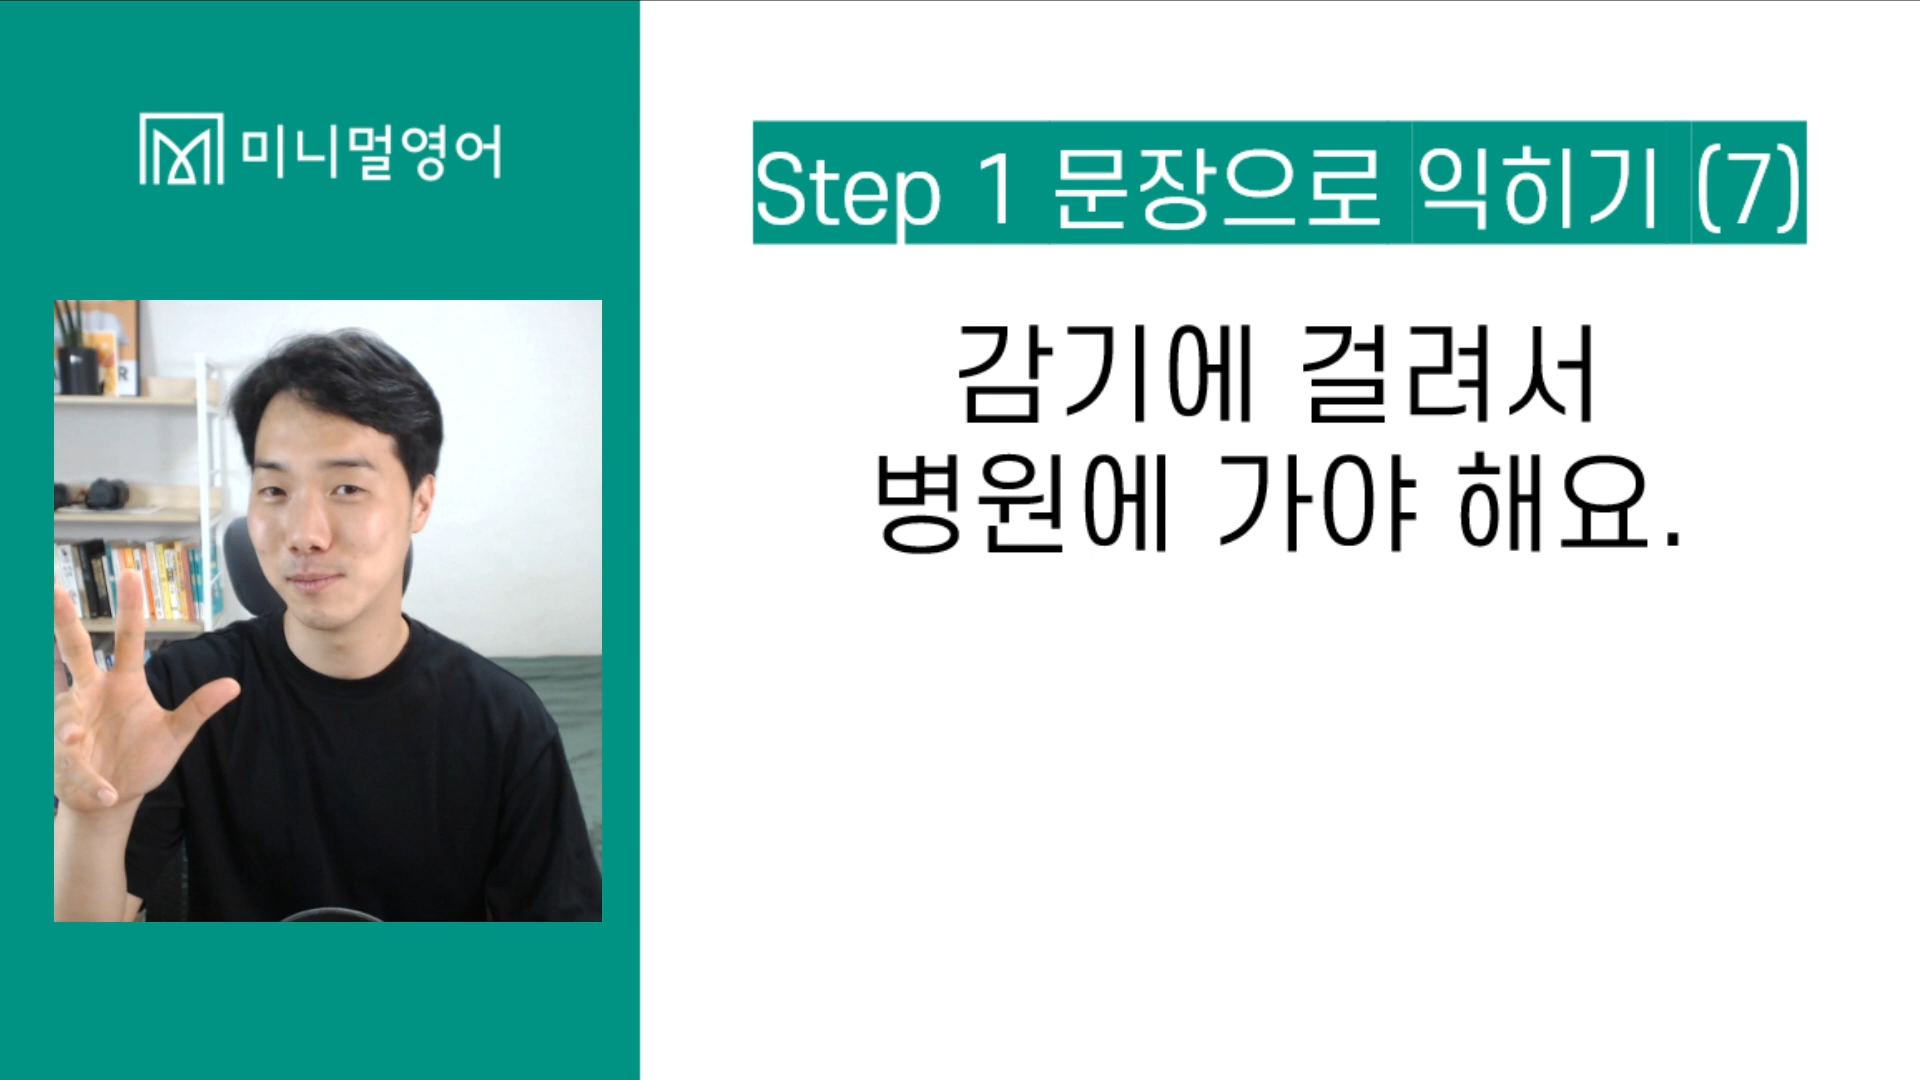 미니멀영어
Step 1 문장으로 익히기 (7)
감기에 걸려서
병원에 가야 해요.